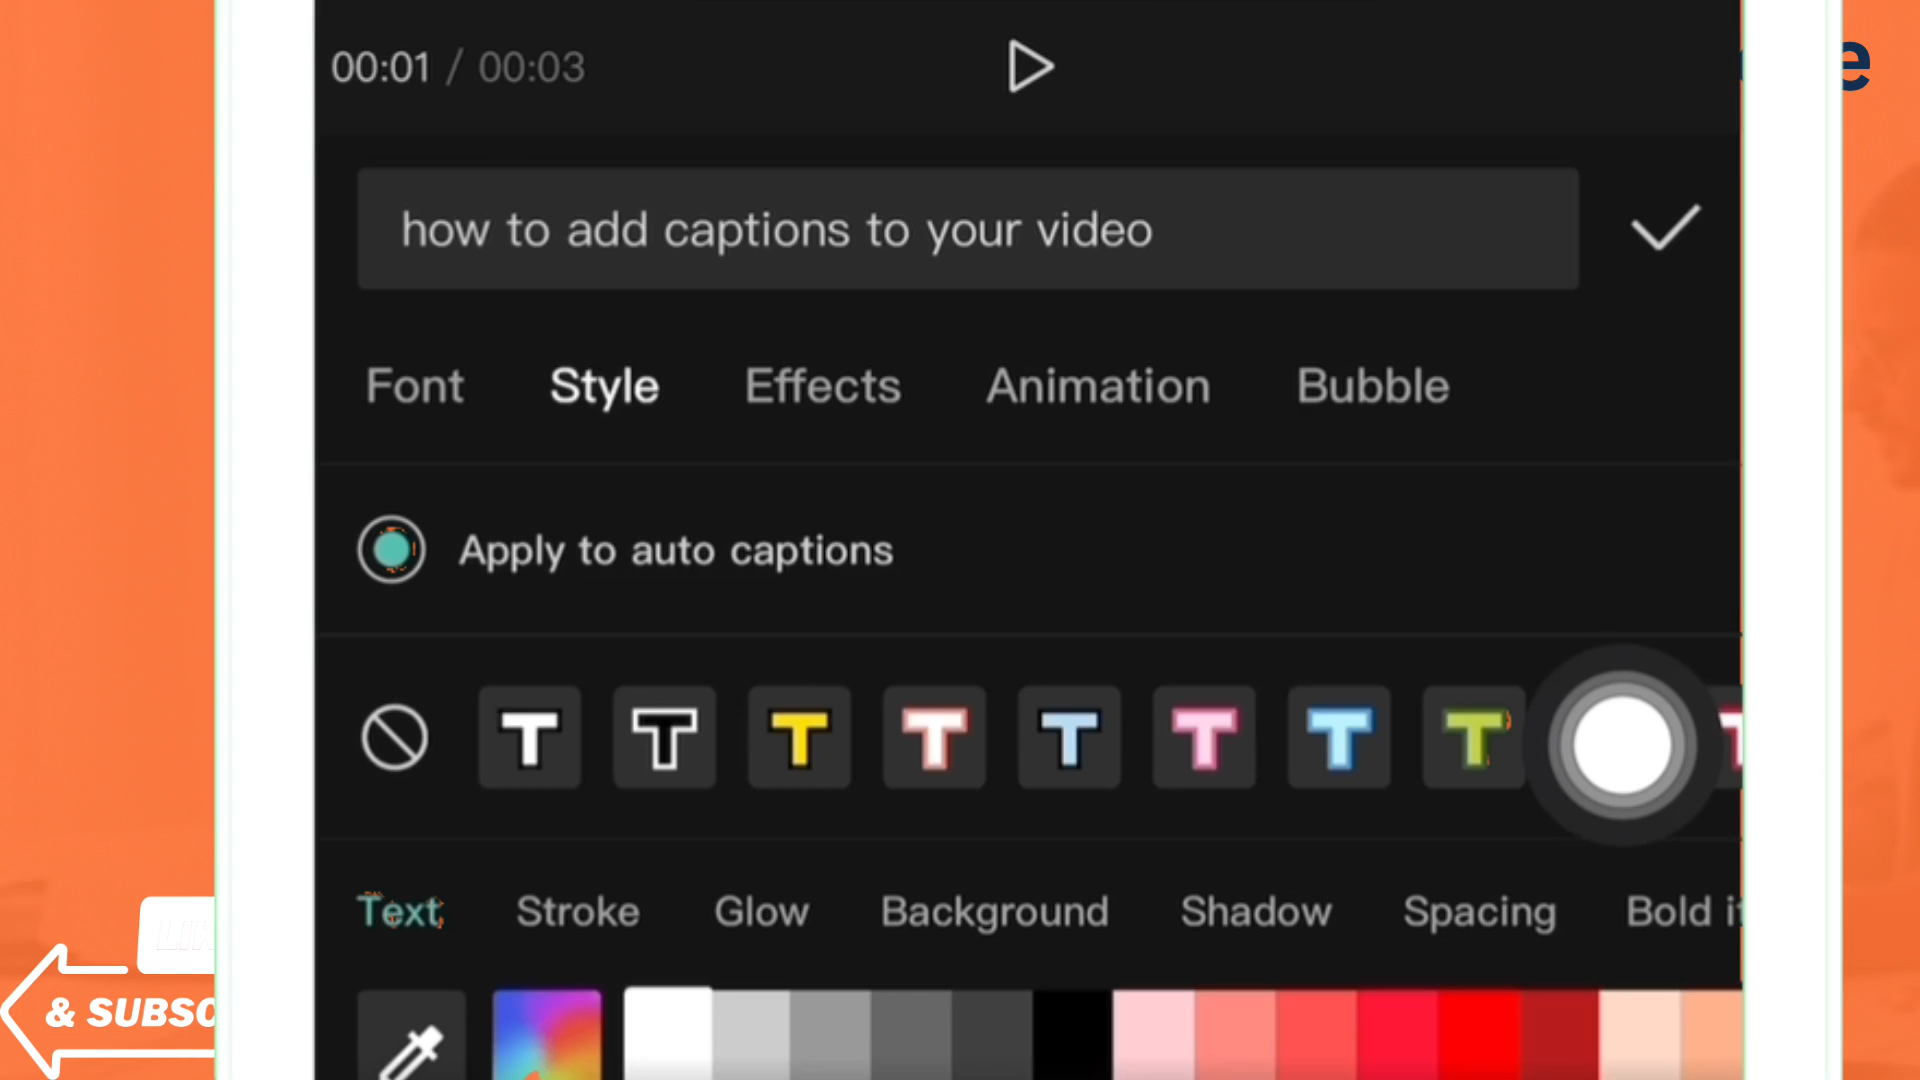 00:01 / 00:03
how to add captions to your video
Font Style Effects Animation Bubble
Apply to auto captions
T T T T T T T T
Text Stroke Glow Background Shadow Spacing Bold
& SUBSC